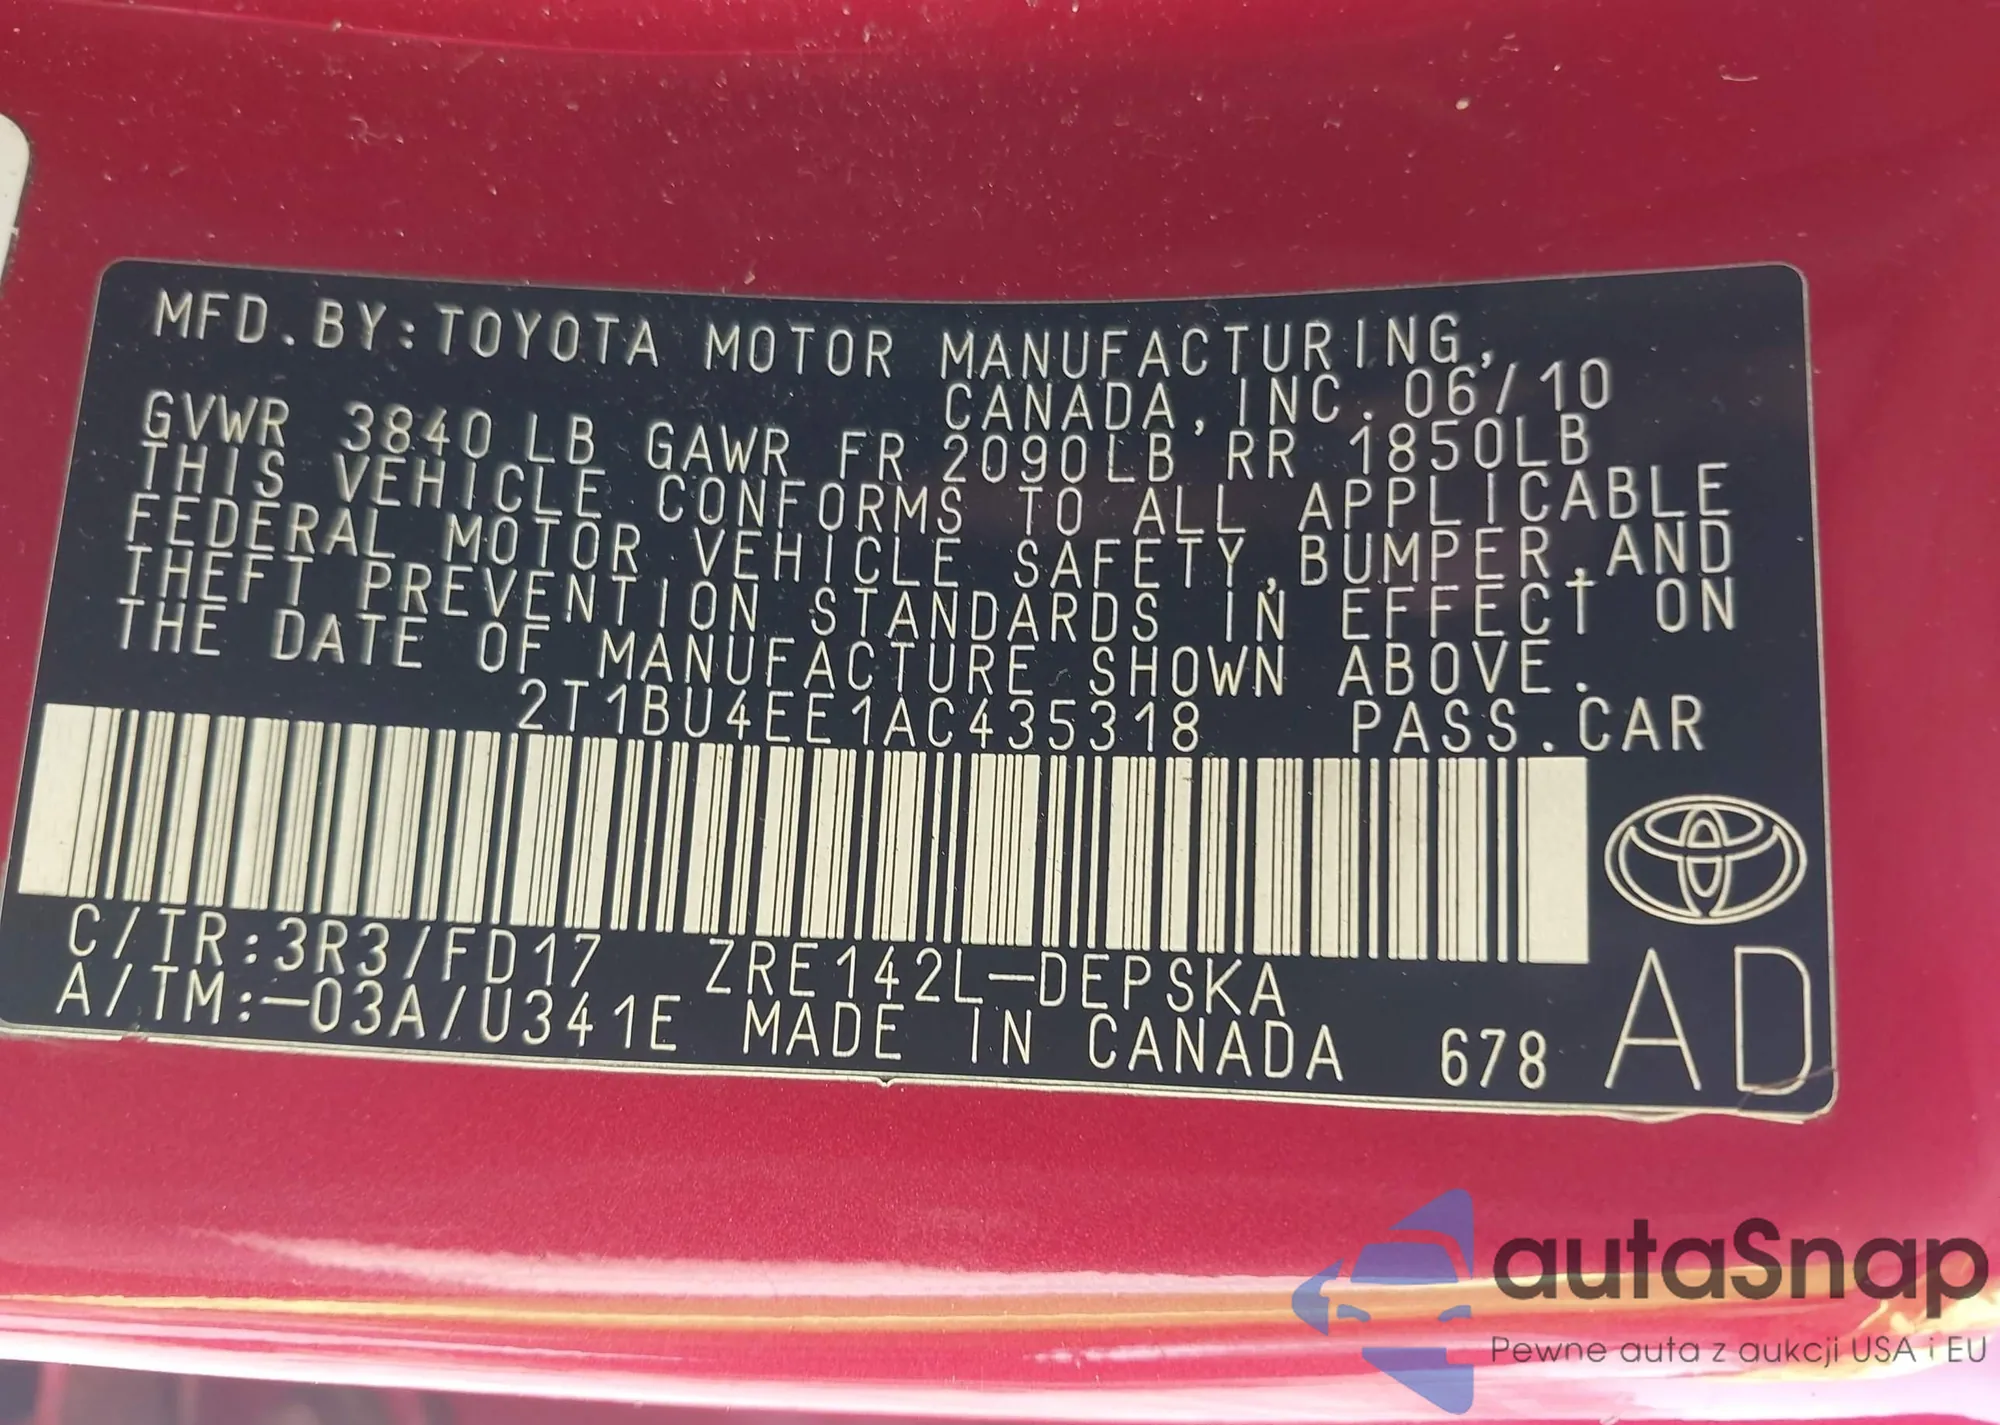 MFD.BY:TOYOTA MOTOR MANUFACTURING,
CANADA,INC. 06/10
GVWR 3840 LB GAWR FR 2090LB RR 1850LB
THIS VEHICLE CONFORMS TO ALL APPLICABLE
FEDERAL MOTOR VEHICLE SAFETY,BUMPER,AND
THEFT PREVENTION STANDARDS IN EFFECT ON
THE DATE OF MANUFACTURE SHOWN ABOVE.
2T1BU4EE1AC435318 PASS.CAR
C/TR:3R3/FD17 ZRE142L-DEPSKA
A/TM:-03A/U341E MADE IN CANADA 678
AD
autaSnap
Pewne auta z aukcji USA i EU